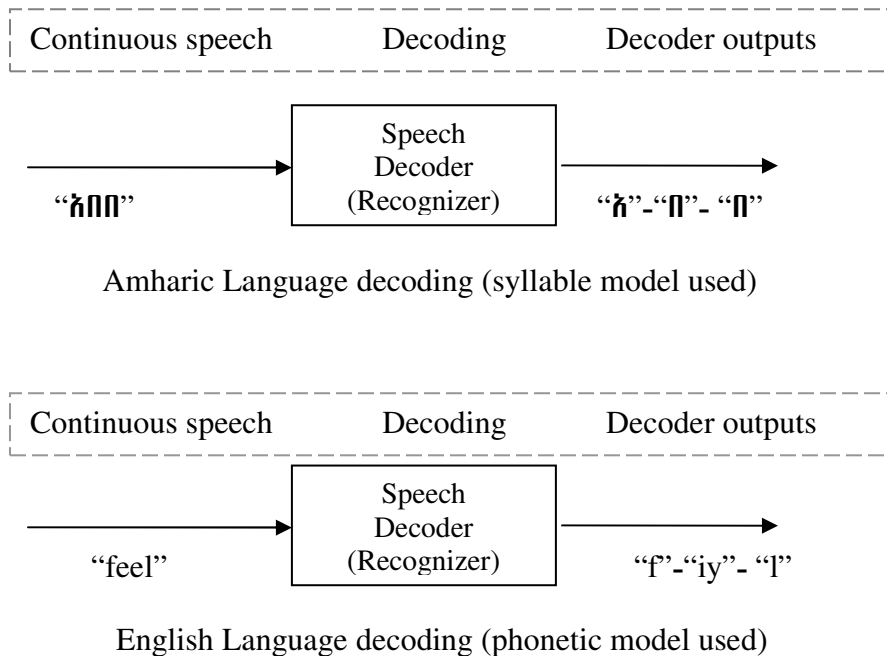 Continuous speech Decoding Decoder outputs
Speech
Decoder
(Recognizer)
“አበበ” “አ”-“በ”- “በ”
Amharic Language decoding (syllable model used)
Continuous speech Decoding Decoder outputs
Speech
Decoder
(Recognizer)
“feel” “f”-“iy”- “l”
English Language decoding (phonetic model used)